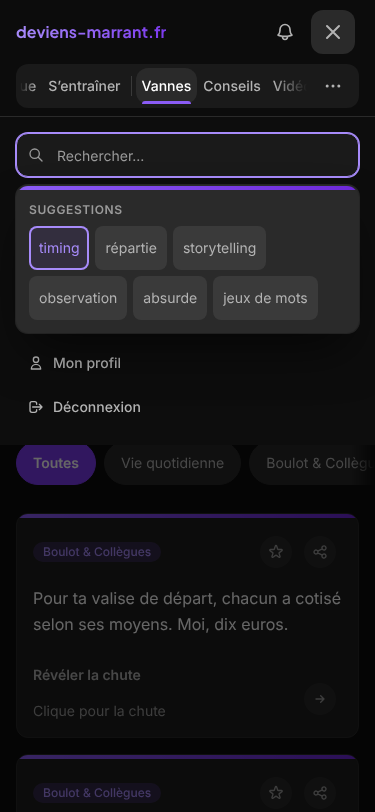 deviens-marrant.fr
ue S'entraîner Vannes Conseils Vidé
Rechercher...
SUGGESTIONS
timing répartie storytelling
observation absurde jeux de mots
Mon profil
Déconnexion
Toutes Vie quotidienne Boulot & Collègu
Boulot & Collègues
Pour ta valise de départ, chacun a cotisé
selon ses moyens. Moi, dix euros.
Révéler la chute
Clique pour la chute
Boulot & Collègues